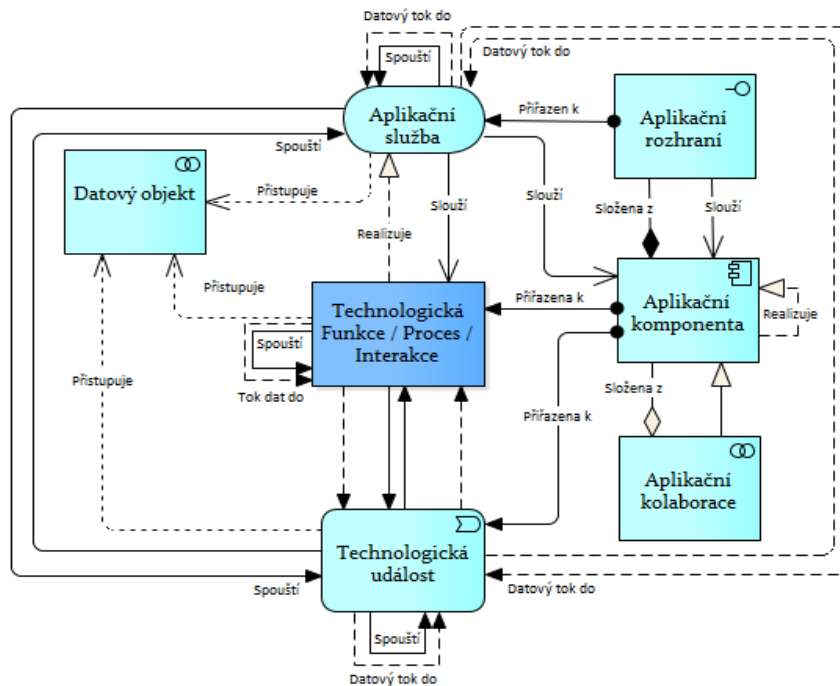 Datový tok do
Datový tok do
Spouští
Aplikační
služba
Přiřazen k
Aplikační
rozhraní
Spouští
Datový objekt
Přistupuje
Slouží
Složena z
Slouží
Realizuje
Slouží
Přistupuje
Technologická
Funkce / Proces /
Interakce
Přiřazena k
Aplikační
komponenta
Realizuje
Spouští
Tok dat do
Přistupuje
Složena z
Přiřazena k
Aplikační
kolaborace
Technologická
událost
Spouští
Datový tok do
Spouští
Datový tok do